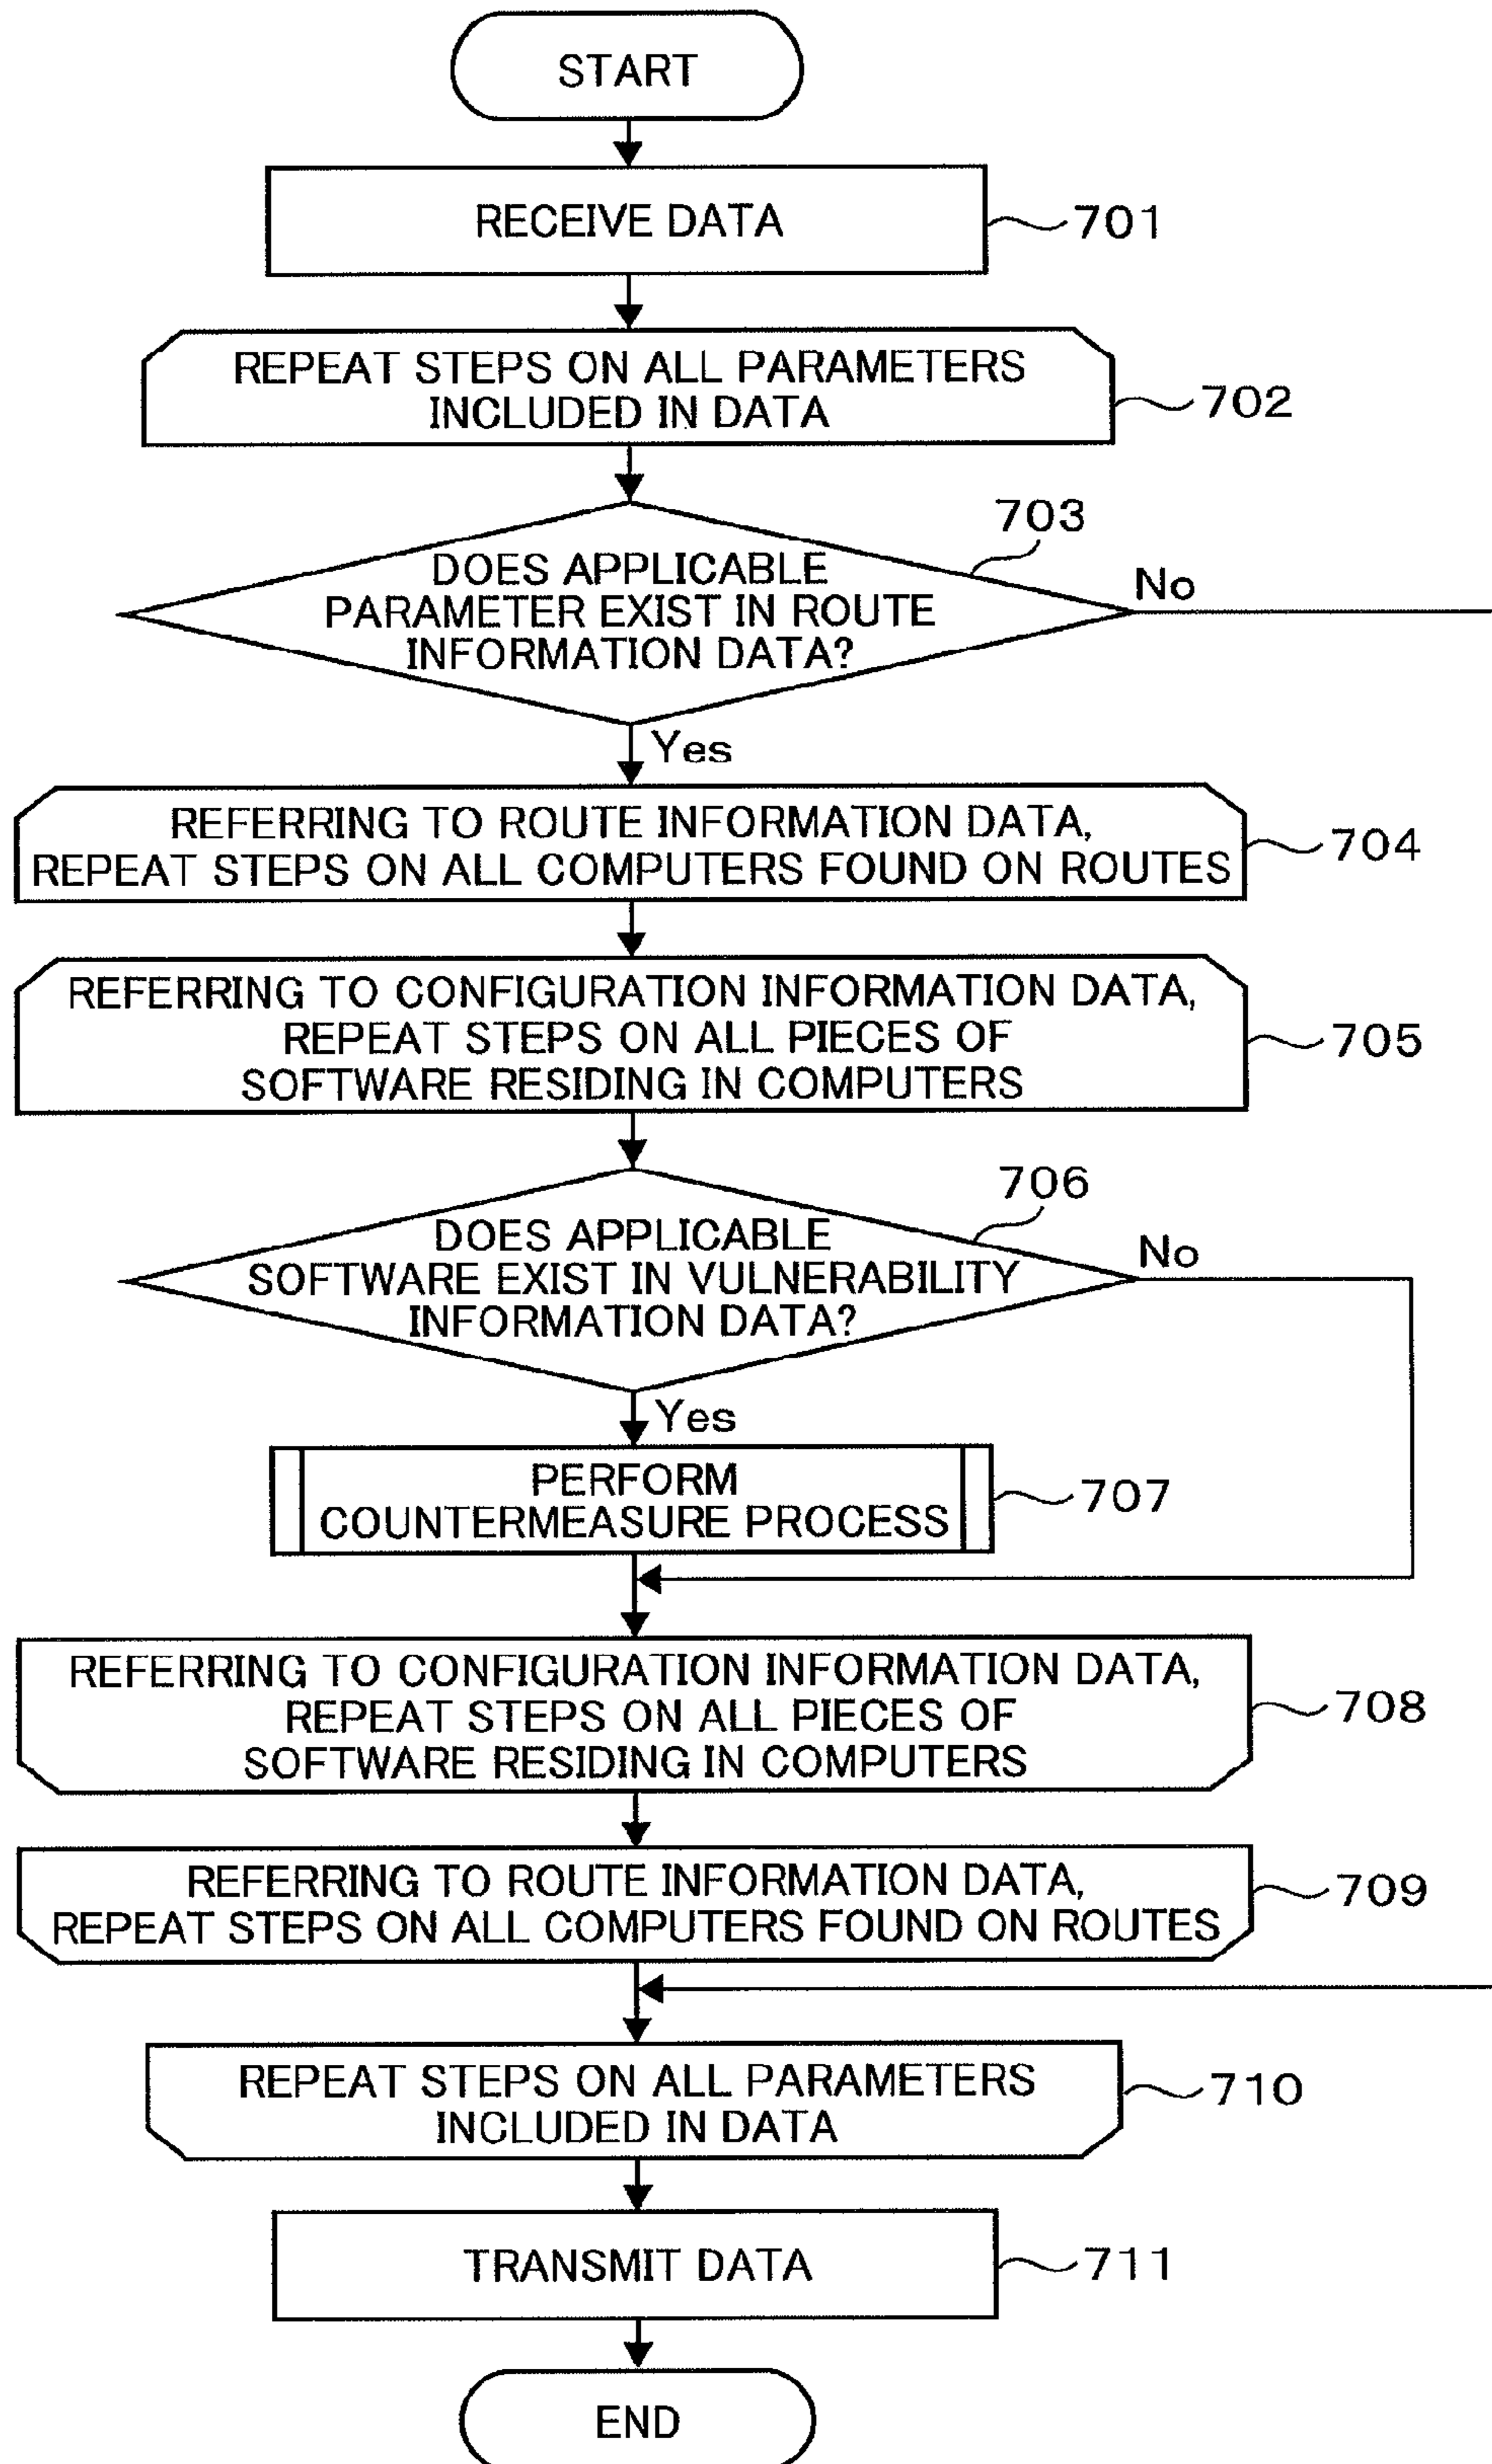 START
RECEIVE DATA
701
REPEAT STEPS ON ALL PARAMETERS
INCLUDED IN DATA
702
703
DOES APPLICABLE
PARAMETER EXIST IN ROUTE
INFORMATION DATA?
No
Yes
REFERRING TO ROUTE INFORMATION DATA,
REPEAT STEPS ON ALL COMPUTERS FOUND ON ROUTES
704
REFERRING TO CONFIGURATION INFORMATION DATA,
REPEAT STEPS ON ALL PIECES OF
SOFTWARE RESIDING IN COMPUTERS
705
706
DOES APPLICABLE
SOFTWARE EXIST IN VULNERABILITY
INFORMATION DATA?
No
Yes
PERFORM
COUNTERMEASURE PROCESS
707
REFERRING TO CONFIGURATION INFORMATION DATA,
REPEAT STEPS ON ALL PIECES OF
SOFTWARE RESIDING IN COMPUTERS
708
REFERRING TO ROUTE INFORMATION DATA,
REPEAT STEPS ON ALL COMPUTERS FOUND ON ROUTES
709
REPEAT STEPS ON ALL PARAMETERS
INCLUDED IN DATA
710
TRANSMIT DATA
711
END